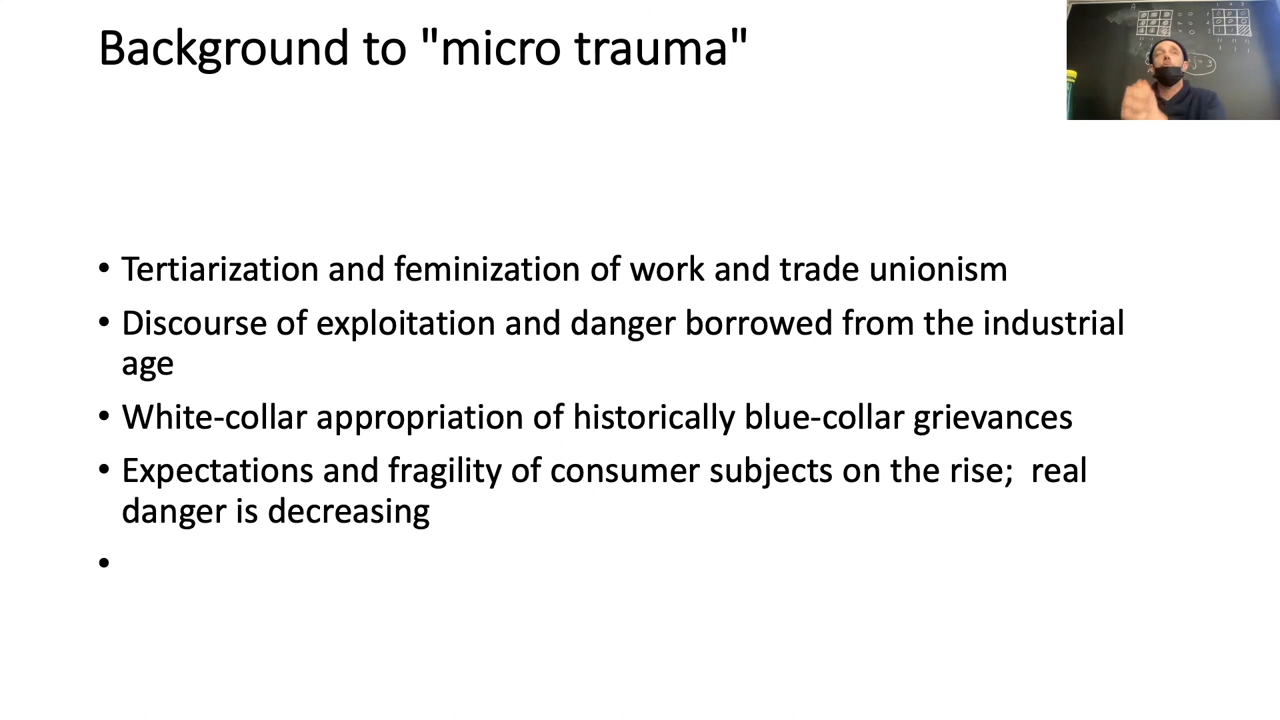 Background to "micro trauma"
• Tertiarization and feminization of work and trade unionism
• Discourse of exploitation and danger borrowed from the industrial
age
• White-collar appropriation of historically blue-collar grievances
• Expectations and fragility of consumer subjects on the rise;  real
danger is decreasing
•